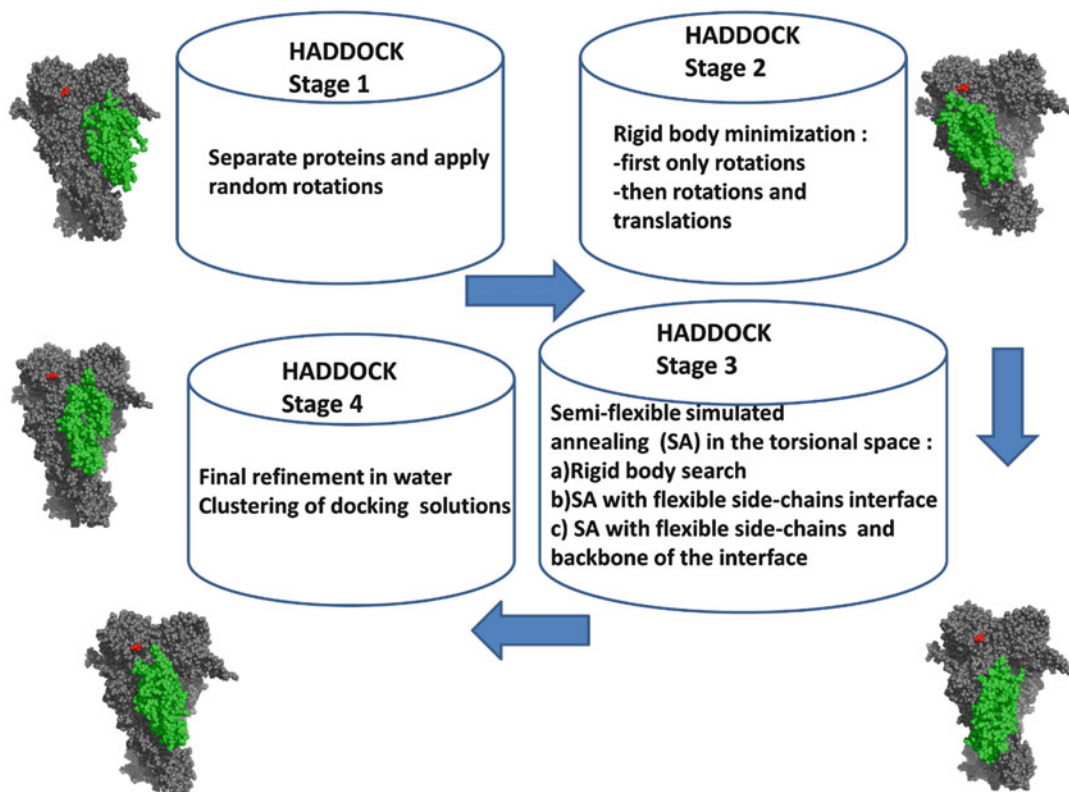 HADDOCK
Stage 1
Separate proteins and apply
random rotations
HADDOCK
Stage 2
Rigid body minimization :
-first only rotations
-then rotations and
translations
HADDOCK
Stage 3
Semi-flexible simulated
annealing (SA) in the torsional space :
a)Rigid body search
b)SA with flexible side-chains interface
c) SA with flexible side-chains and
backbone of the interface
HADDOCK
Stage 4
Final refinement in water
Clustering of docking solutions